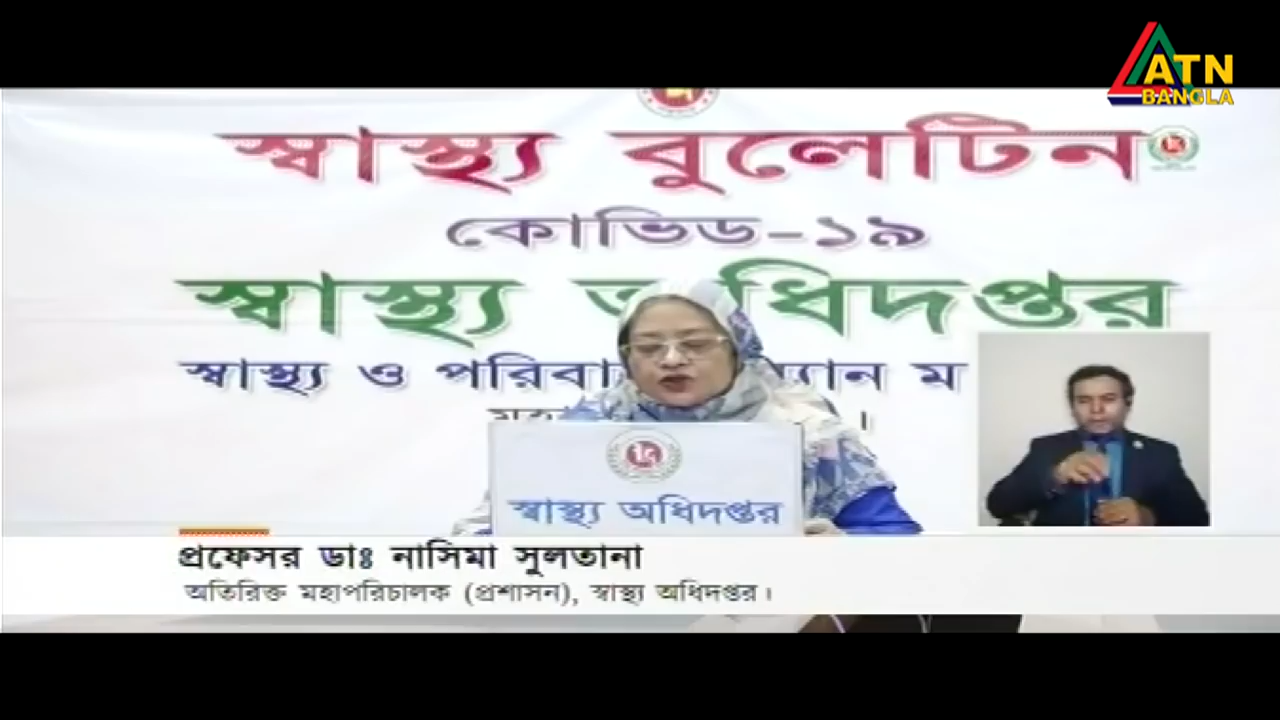 ATN
BANGLA
স্বাস্থ্য বুলেটিন
কোভিড-১৯
স্বাস্থ্য অধিদপ্তর
স্বাস্থ্য ও
স্বাস্থ্য অধিদপ্তর
প্রফেসর ডাঃ নাসিমা সুলতানা
অতিরিক্ত মহাপরিচালক (প্রশাসন), স্বাস্থ্য অধিদপ্তর।